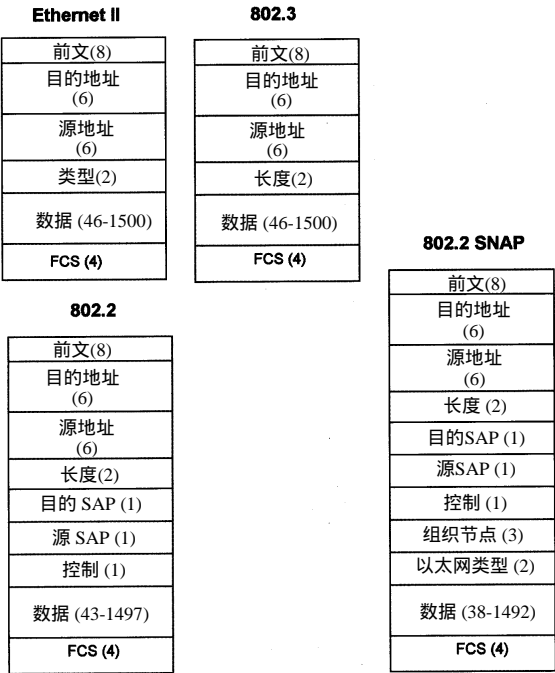 Ethernet II
前文(8)
目的地址
(6)
源地址
(6)
类型(2)
数据 (46-1500)
FCS (4)
802.3
前文(8)
目的地址
(6)
源地址
(6)
长度(2)
数据 (46-1500)
FCS (4)
802.2
前文(8)
目的地址
(6)
源地址
(6)
长度(2)
目的 SAP (1)
源 SAP (1)
控制 (1)
数据 (43-1497)
FCS (4)
802.2 SNAP
前文(8)
目的地址
(6)
源地址
(6)
长度 (2)
目的SAP (1)
源SAP (1)
控制 (1)
组织节点 (3)
以太网类型 (2)
数据 (38-1492)
FCS (4)